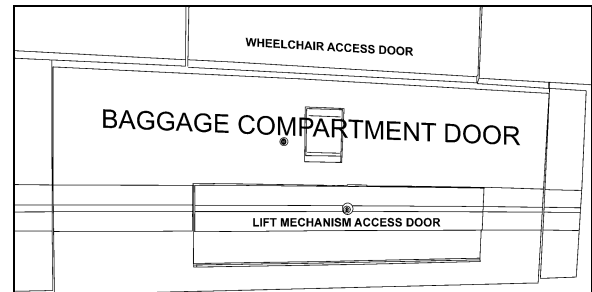 WHEELCHAIR ACCESS DOOR
BAGGAGE COMPARTMENT DOOR
LIFT MECHANISM ACCESS DOOR